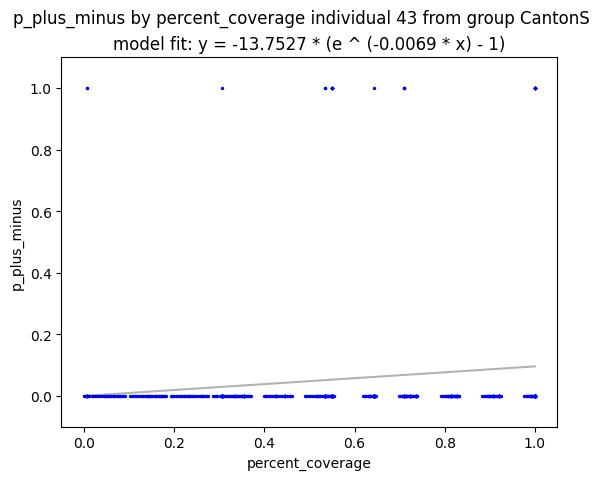 p_plus_minus by percent_coverage individual 43 from group CantonS
model fit: y = -13.7527 * (e ^ (-0.0069 * x) - 1)
1.0
0.8
0.6
0.4
0.2
0.0
p_plus_minus
0.0 0.2 0.4 0.6 0.8 1.0
percent_coverage